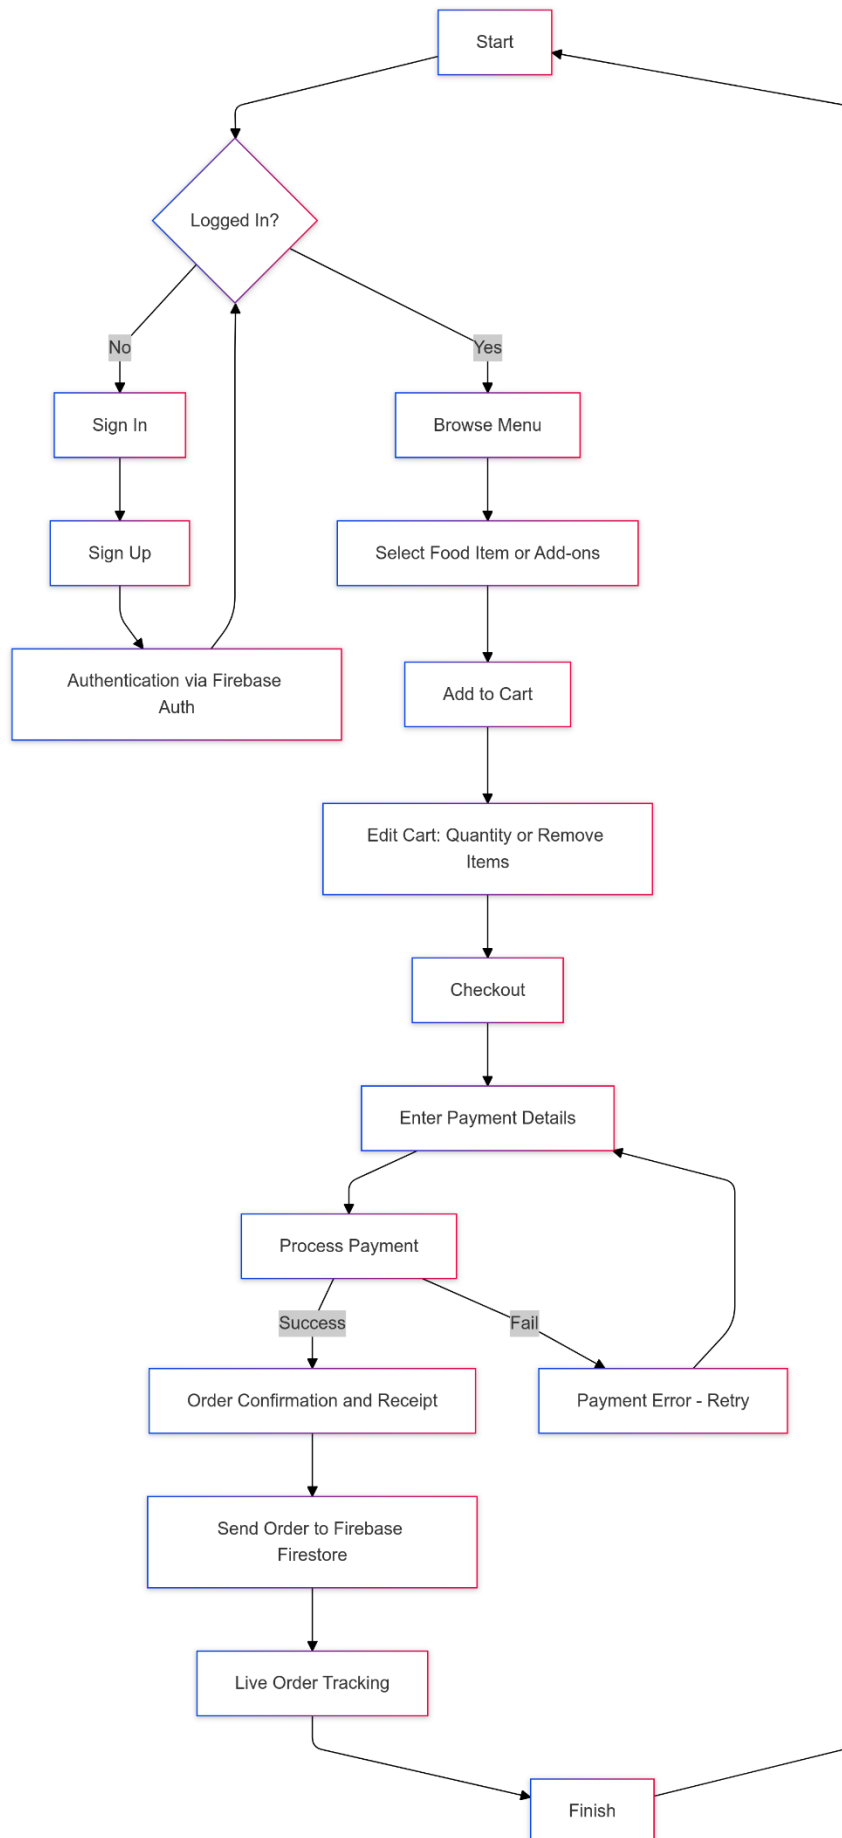 Start
Logged In?
No
Yes
Sign In
Browse Menu
Sign Up
Select Food Item or Add-ons
Authentication via Firebase
Auth
Add to Cart
Edit Cart: Quantity or Remove
Items
Checkout
Enter Payment Details
Process Payment
Success
Fail
Order Confirmation and Receipt
Payment Error - Retry
Send Order to Firebase
Firestore
Live Order Tracking
Finish